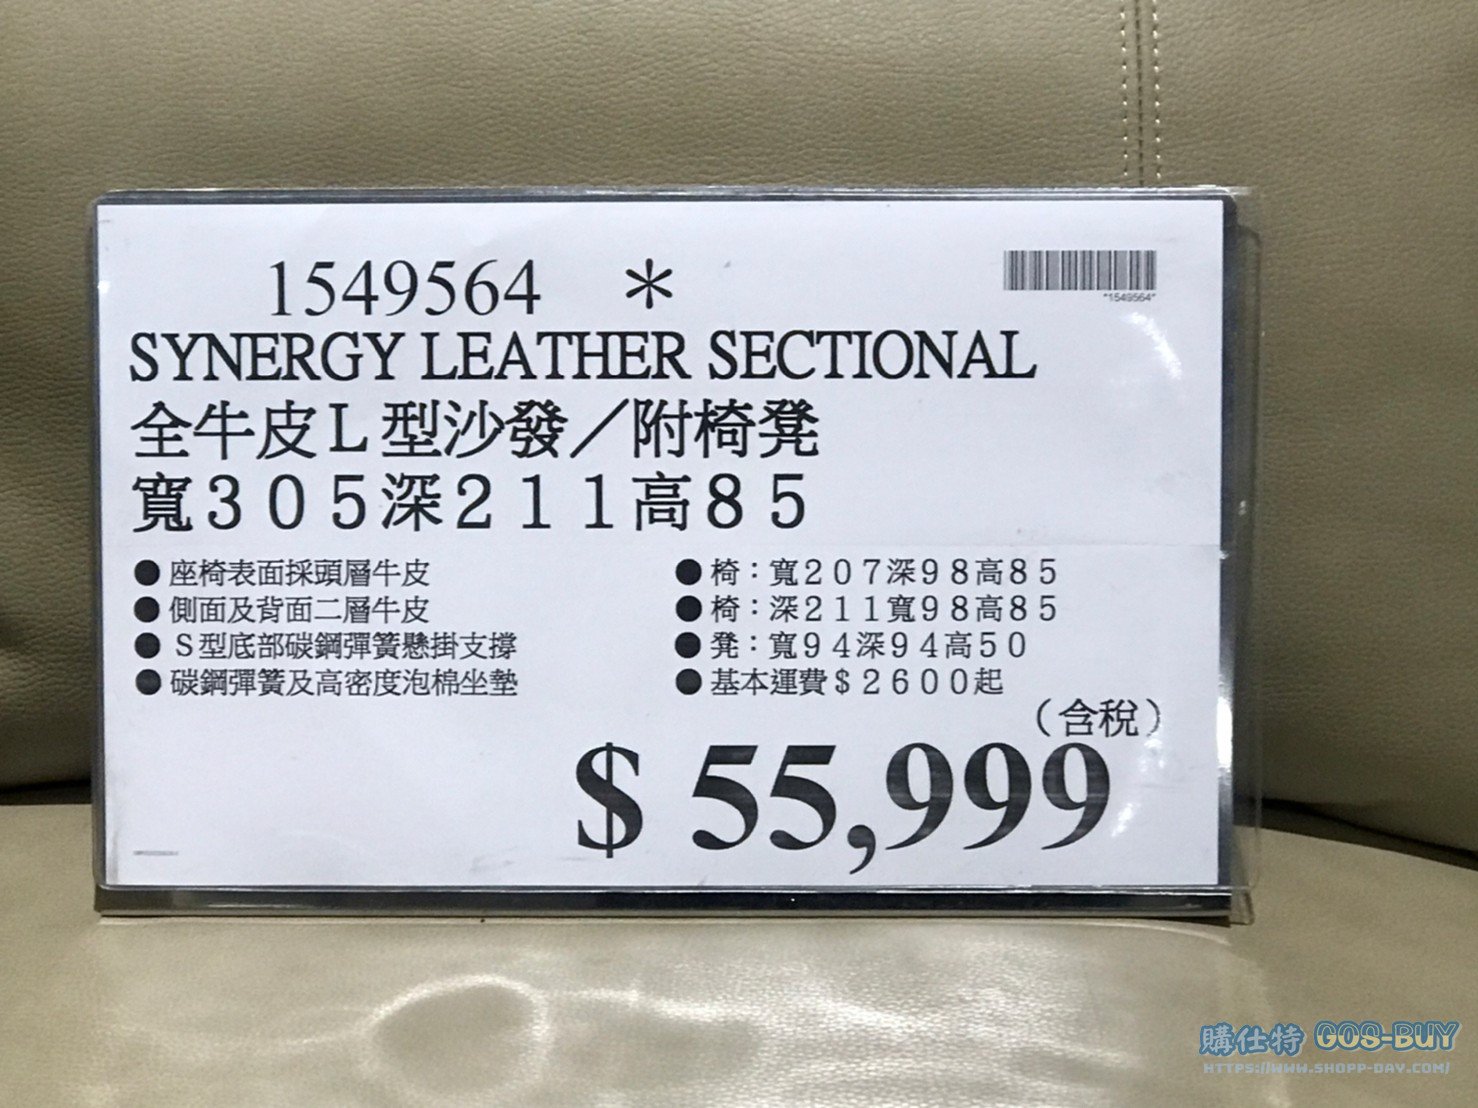 1549564 *
*1549564*
SYNERGY LEATHER SECTIONAL
全牛皮L型沙發／附椅凳
寬305深211高85
●座椅表面採頭層牛皮
●側面及背面二層牛皮
●S型底部碳鋼彈簧懸掛支撐
●碳鋼彈簧及高密度泡棉坐墊
●椅：寬207深98高85
●椅：深211寬98高85
●凳：寬94深94高50
●基本運費$2600起
（含稅）
$ 55,999
購仕特 GOS-BUY
HTTPS://WWW.SHOPP-DAY.COM/